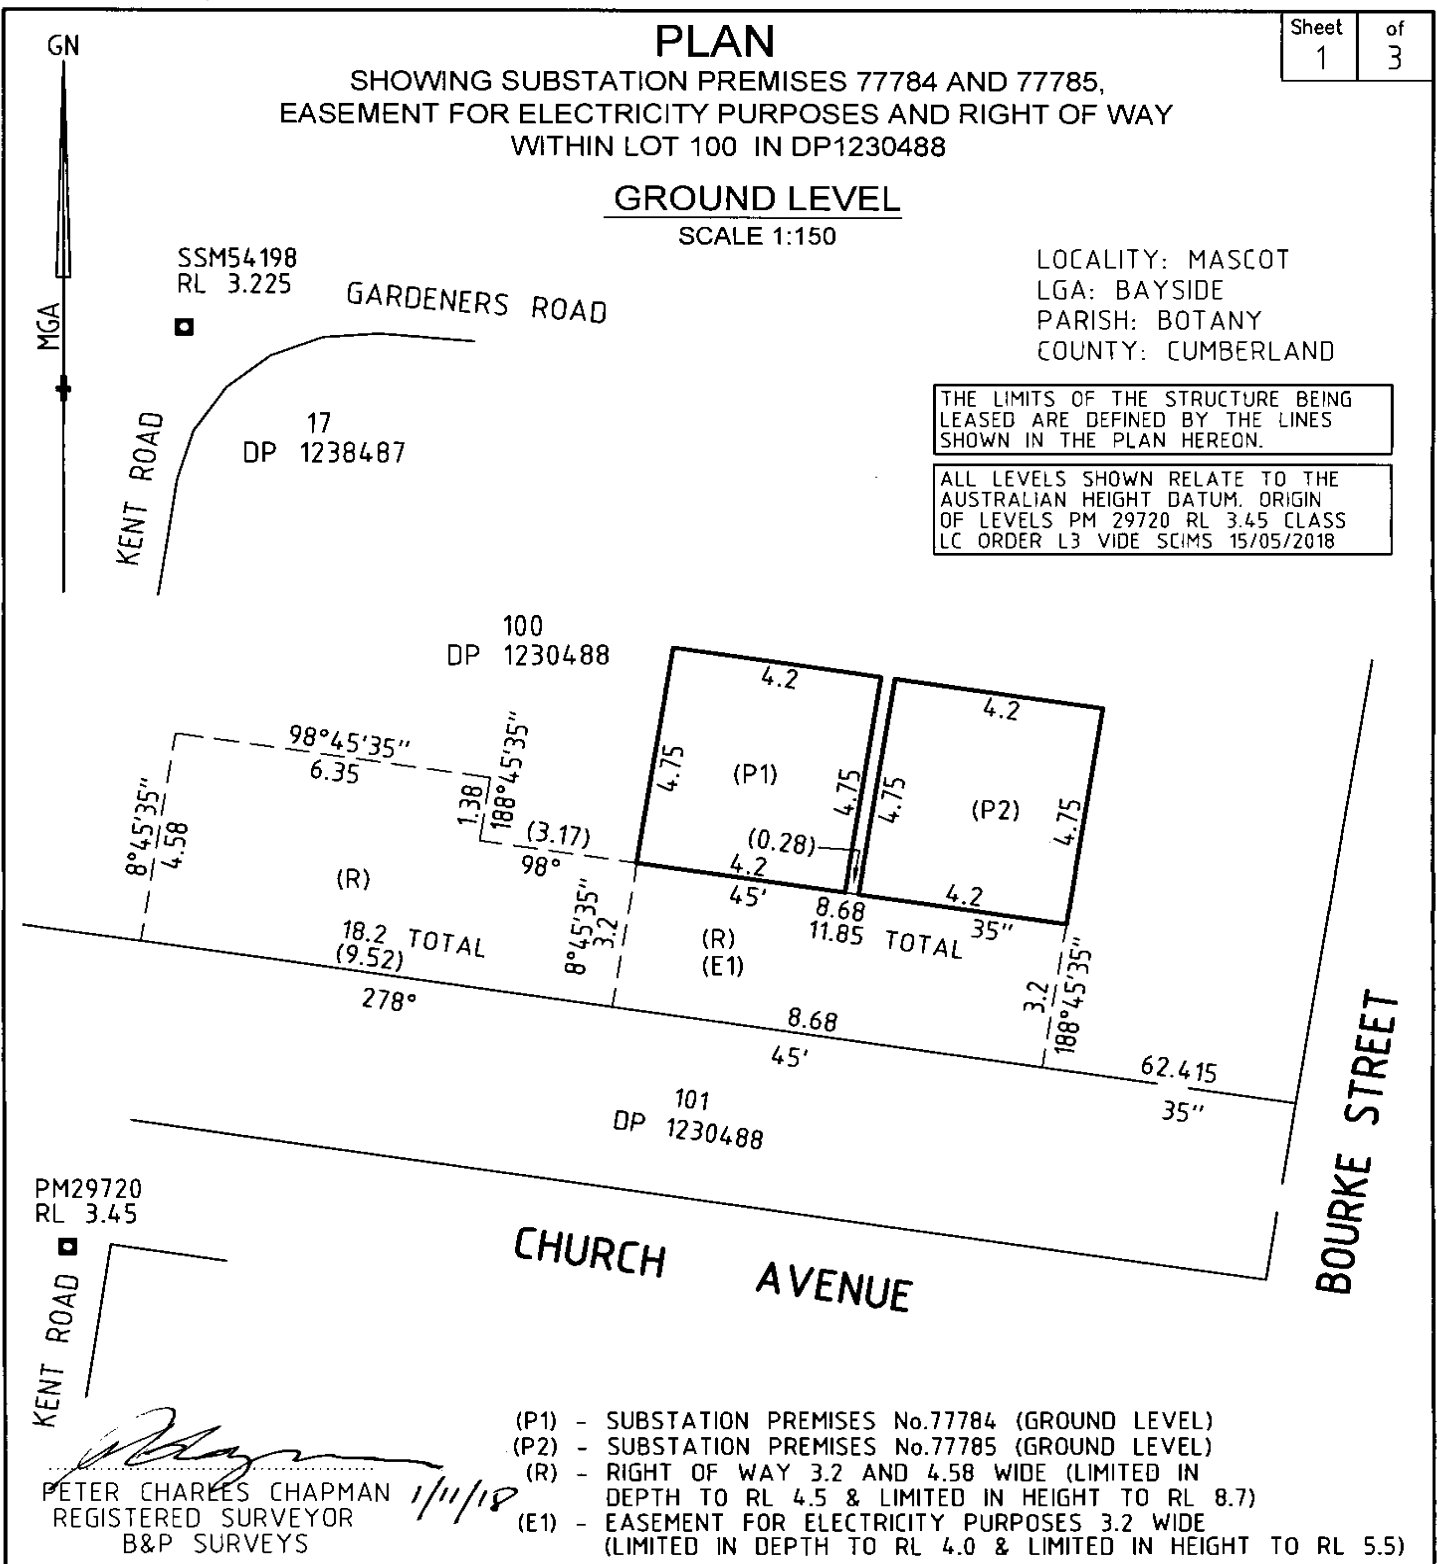 GN
MGA
PLAN
SHOWING SUBSTATION PREMISES 77784 AND 77785,
EASEMENT FOR ELECTRICITY PURPOSES AND RIGHT OF WAY
WITHIN LOT 100 IN DP1230488
GROUND LEVEL
SCALE 1:150
Sheet of
1 3
SSM54198
RL 3.225
GARDENERS ROAD
KENT ROAD
17
DP 1238487
LOCALITY: MASCOT
LGA: BAYSIDE
PARISH: BOTANY
COUNTY: CUMBERLAND
THE LIMITS OF THE STRUCTURE BEING
LEASED ARE DEFINED BY THE LINES
SHOWN IN THE PLAN HEREON.
ALL LEVELS SHOWN RELATE TO THE
AUSTRALIAN HEIGHT DATUM. ORIGIN
OF LEVELS PM 29720 RL 3.45 CLASS
LC ORDER L3 VIDE SCIMS 15/05/2018
100
DP 1230488
98°45'35"
6.35
8°45'35"
4.58
1.38
188°45'35"
(3.17)
98°
4.2
4.75
(P1)
4.75
(0.28)
4.2
45'
4.2
4.75
(P2)
4.75
4.2
35"
8.68
11.85 TOTAL
(R)
18.2 TOTAL
(9.52)
278°
8°45'35"
3.2
(R)
(E1)
3.2
188°45'35"
8.68
45'
62.415
35"
101
DP 1230488
BOURKE STREET
CHURCH AVENUE
PM29720
RL 3.45
KENT ROAD
PETER CHARLES CHAPMAN 1/11/18
REGISTERED SURVEYOR
B&P SURVEYS
(P1) - SUBSTATION PREMISES No.77784 (GROUND LEVEL)
(P2) - SUBSTATION PREMISES No.77785 (GROUND LEVEL)
(R) - RIGHT OF WAY 3.2 AND 4.58 WIDE (LIMITED IN
DEPTH TO RL 4.5 & LIMITED IN HEIGHT TO RL 8.7)
(E1) - EASEMENT FOR ELECTRICITY PURPOSES 3.2 WIDE
(LIMITED IN DEPTH TO RL 4.0 & LIMITED IN HEIGHT TO RL 5.5)